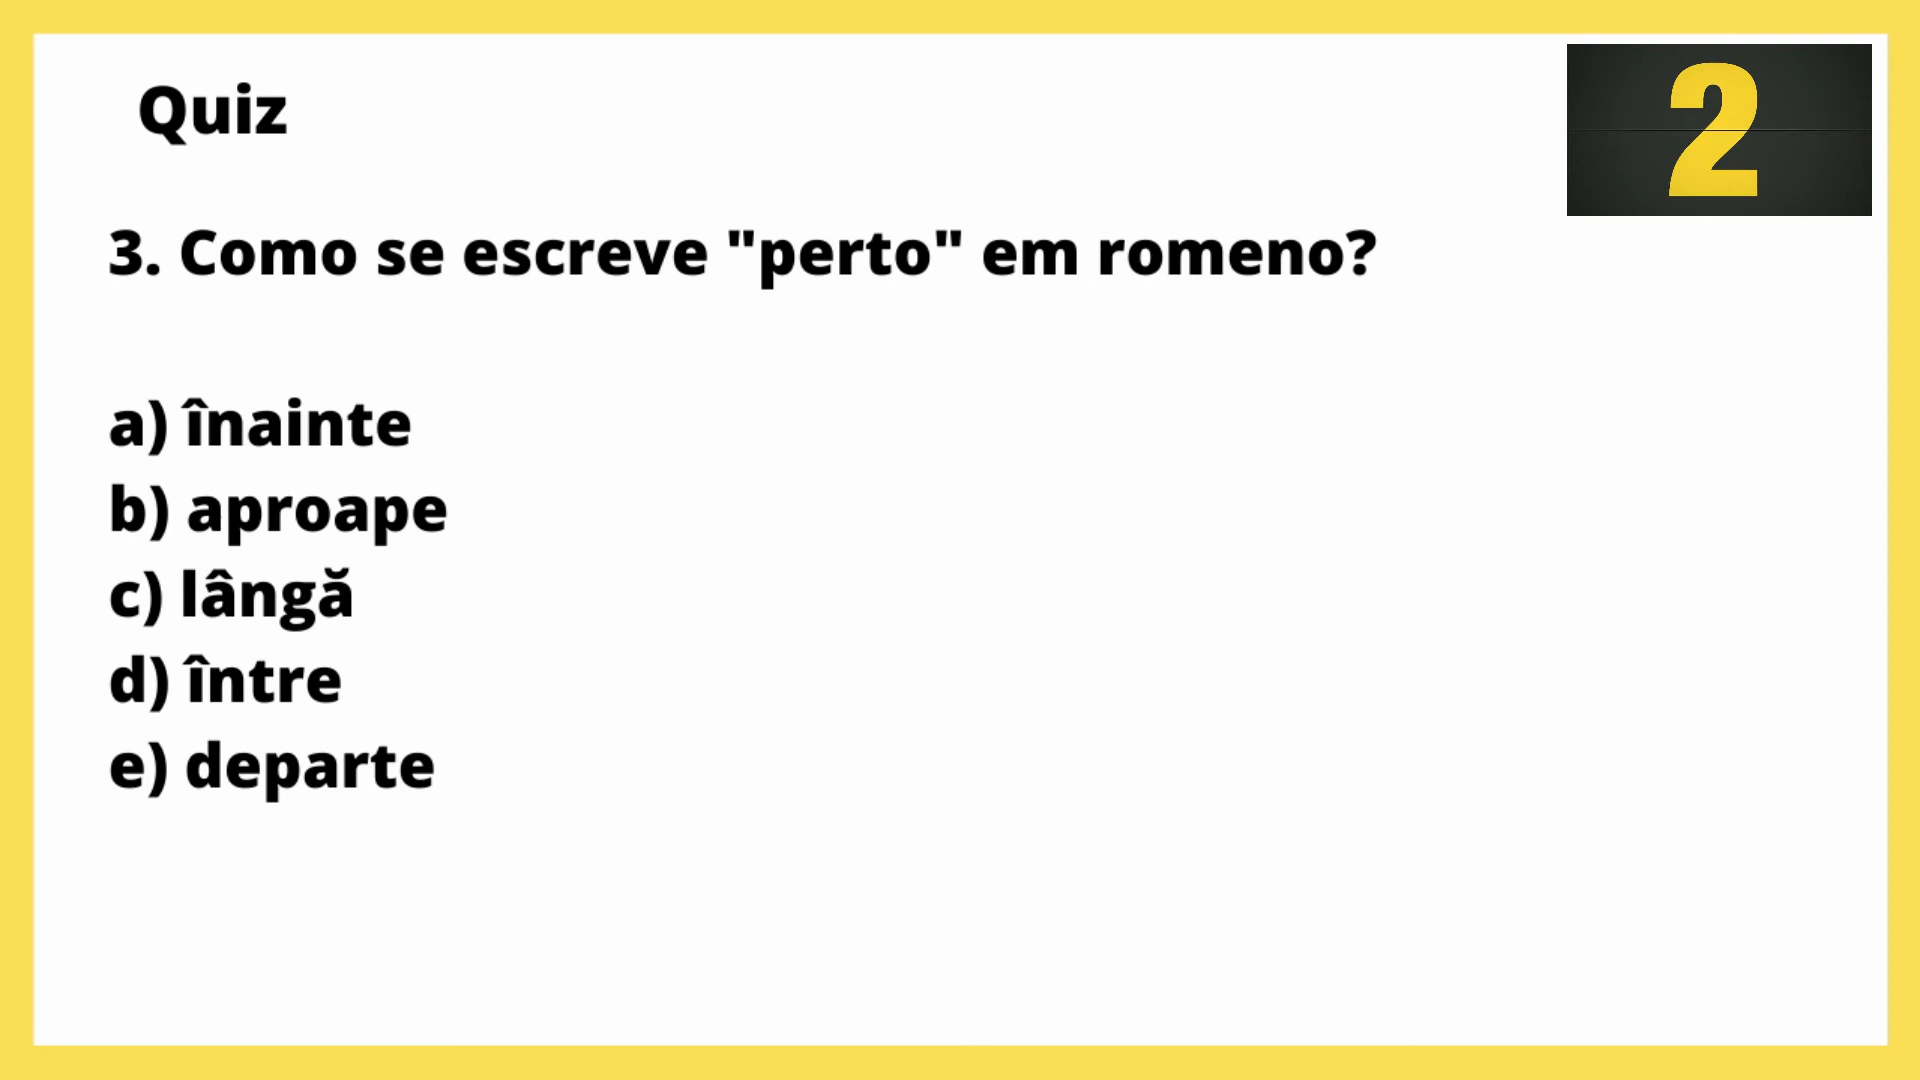 Quiz
2
3. Como se escreve "perto" em romeno?
a) înainte
b) aproape
c) lângă
d) între
e) departe